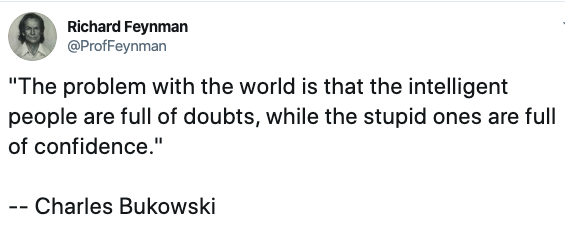 Richard Feynman
@ProfFeynman
"The problem with the world is that the intelligent
people are full of doubts, while the stupid ones are full
of confidence."
-- Charles Bukowski